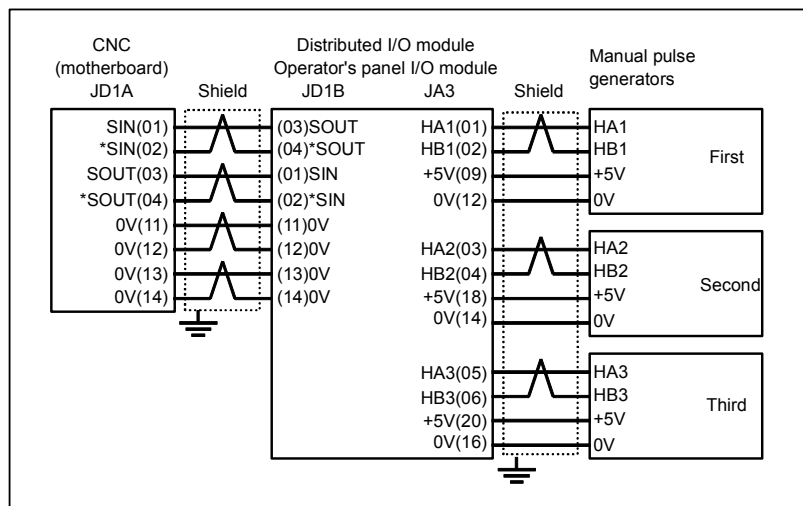 CNC
(motherboard)
JD1A
Shield
Distributed I/O module
Operator's panel I/O module
JD1B
JA3
Shield
Manual pulse
generators
SIN(01)
*SIN(02)
SOUT(03)
*SOUT(04)
0V(11)
0V(12)
0V(13)
0V(14)
(03)SOUT
(04)*SOUT
(01)SIN
(02)*SIN
(11)0V
(12)0V
(13)0V
(14)0V
HA1(01)
HB1(02)
+5V(09)
0V(12)
HA2(03)
HB2(04)
+5V(18)
0V(14)
HA3(05)
HB3(06)
+5V(20)
0V(16)
HA1
HB1
+5V
0V
First
HA2
HB2
+5V
0V
Second
HA3
HB3
+5V
0V
Third